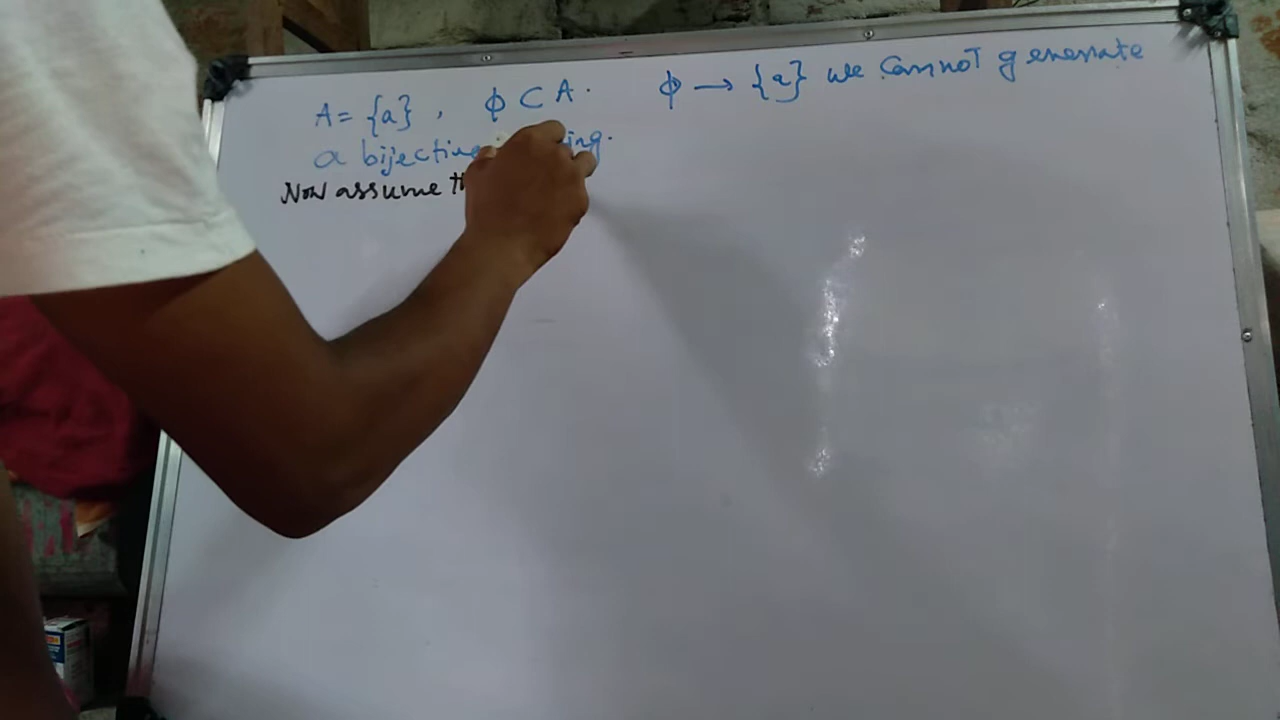 A = {a}, ϕ ⊂ A. ϕ → {a} we cannot generate
a bijective
Now assume